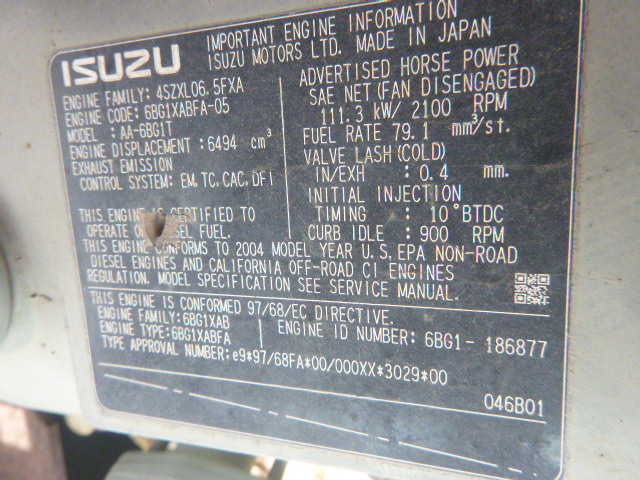 ISUZU
IMPORTANT ENGINE INFORMATION
ISUZU MOTORS LTD. MADE IN JAPAN
ENGINE FAMILY: 4SZXL06.5FXA
ENGINE CODE: 6BG1XABFA-05
MODEL : AA-6BG1T
ENGINE DISPLACEMENT : 6494 cm³
EXHAUST EMISSION
CONTROL SYSTEM: EM, TC, CAC, DFI
THIS ENGINE IS CERTIFIED TO
OPERATE ON DIESEL FUEL.
ADVERTISED HORSE POWER
SAE NET (FAN DISENGAGED)
111.3 kW/ 2100 RPM
FUEL RATE 79.1 mm³/st.
VALVE LASH (COLD)
IN/EXH : 0.4 mm.
INITIAL INJECTION
TIMING : 10°BTDC
CURB IDLE : 900 RPM
THIS ENGINE CONFORMS TO 2004 MODEL YEAR U.S. EPA NON-ROAD
DIESEL ENGINES AND CALIFORNIA OFF-ROAD CI ENGINES
REGULATION. MODEL SPECIFICATION SEE SERVICE MANUAL.
THIS ENGINE IS CONFORMED 97/68/EC DIRECTIVE.
ENGINE FAMILY: 6BG1XAB
ENGINE TYPE: 6BG1XABFA
ENGINE ID NUMBER: 6BG1- 186877
TYPE APPROVAL NUMBER: e9*97/68FA*00/000XX*3029*00
046B01